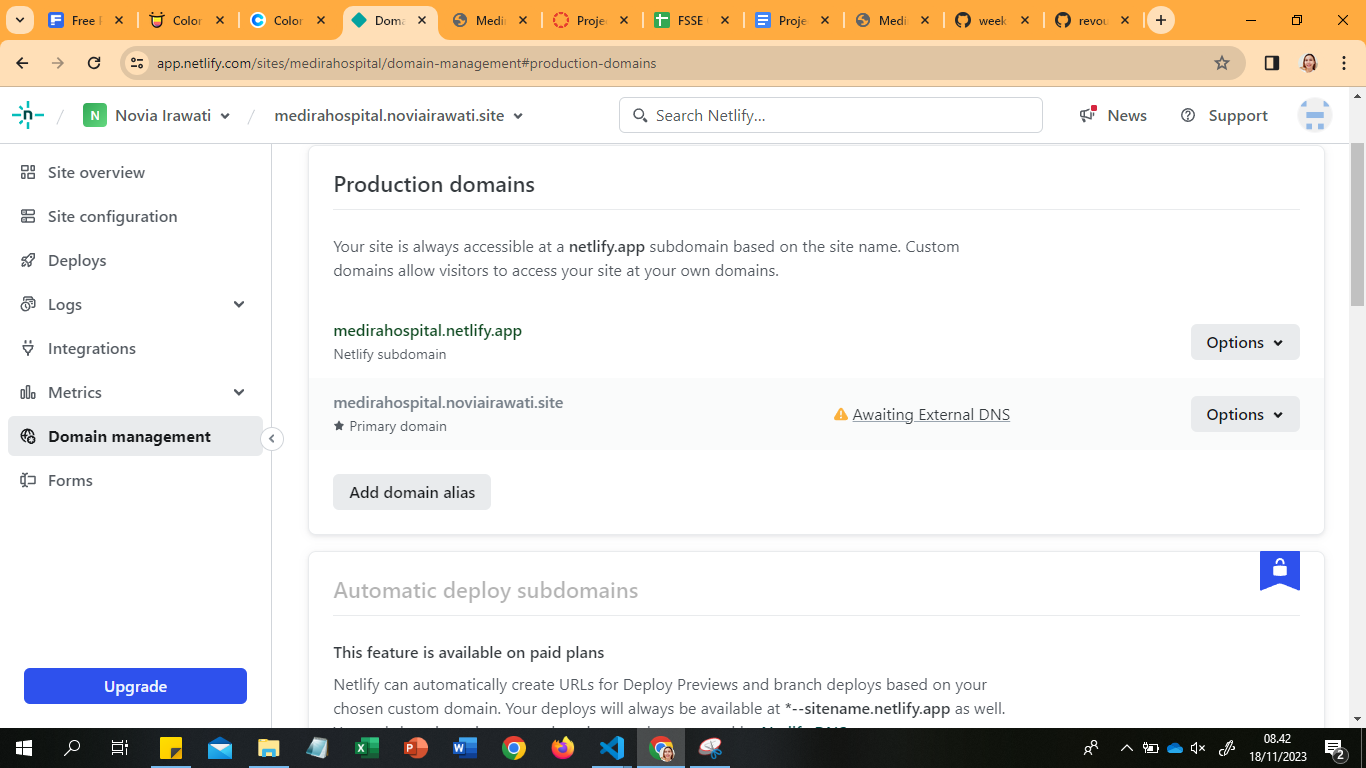 Free F
Color
Color
Doma
Medir
Projec
FSSE
Projec
Medir
week
revou
app.netlify.com/sites/medirahospital/domain-management#production-domains
N Novia Irawati
medirahospital.noviairawati.site
Search Netlify...
News
Support
Site overview
Site configuration
Deploys
Logs
Integrations
Metrics
Domain management
Forms
Upgrade
Production domains
Your site is always accessible at a netlify.app subdomain based on the site name. Custom
domains allow visitors to access your site at your own domains.
medirahospital.netlify.app
Netlify subdomain
Options
medirahospital.noviairawati.site
Primary domain
Awaiting External DNS
Options
Add domain alias
Automatic deploy subdomains
This feature is available on paid plans
Netlify can automatically create URLs for Deploy Previews and branch deploys based on your
chosen custom domain. Your deploys will always be available at *--sitename.netlify.app as well.
08.42
18/11/2023
2